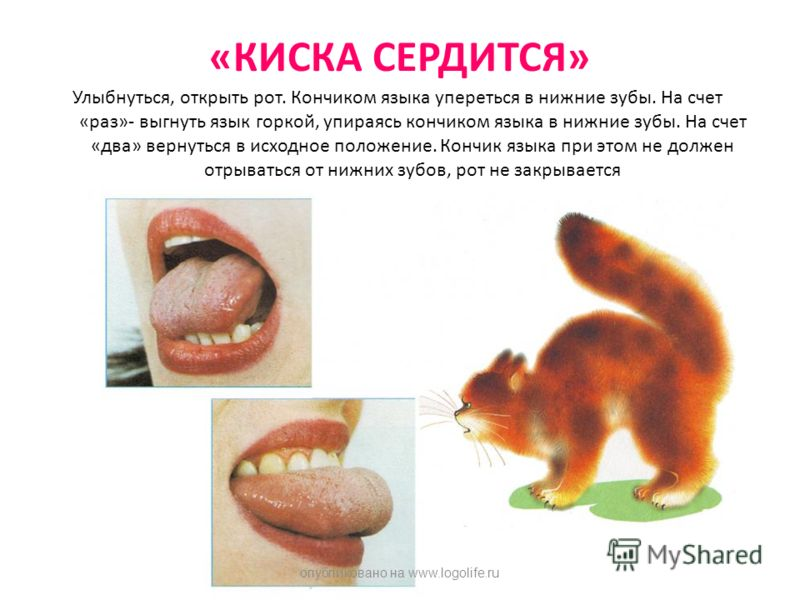 «КИСКА СЕРДИТСЯ»
Улыбнуться, открыть рот. Кончиком языка упереться в нижние зубы. На счет
«раз»- выгнуть язык горкой, упираясь кончиком языка в нижние зубы. На счет
«два» вернуться в исходное положение. Кончик языка при этом не должен
отрываться от нижних зубов, рот не закрывается
опубликовано на www.logolife.ru
MyShared